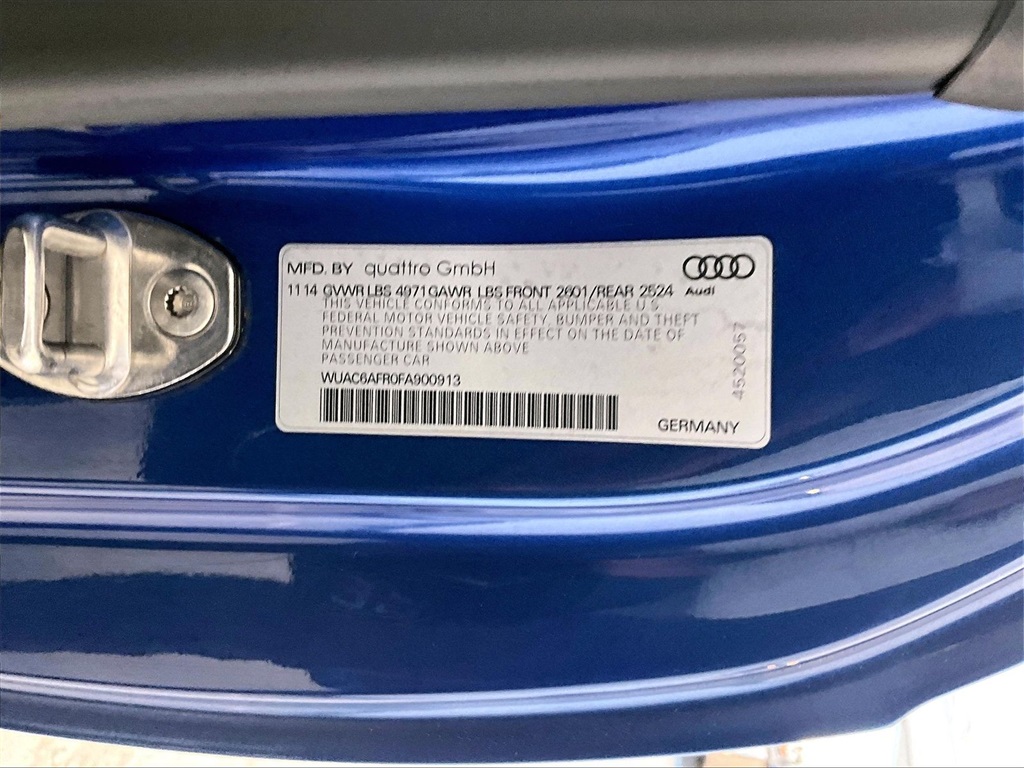 MFD. BY quattro GmbH
11 14 GVWR LBS 4971 GAWR LBS FRONT 2601/REAR 2524 Audi
THIS VEHICLE CONFORMS TO ALL APPLICABLE U.S.
FEDERAL MOTOR VEHICLE SAFETY, BUMPER AND THEFT
PREVENTION STANDARDS IN EFFECT ON THE DATE OF
MANUFACTURE SHOWN ABOVE
PASSENGER CAR
WUAC6AFR0FA900913
GERMANY
4520057